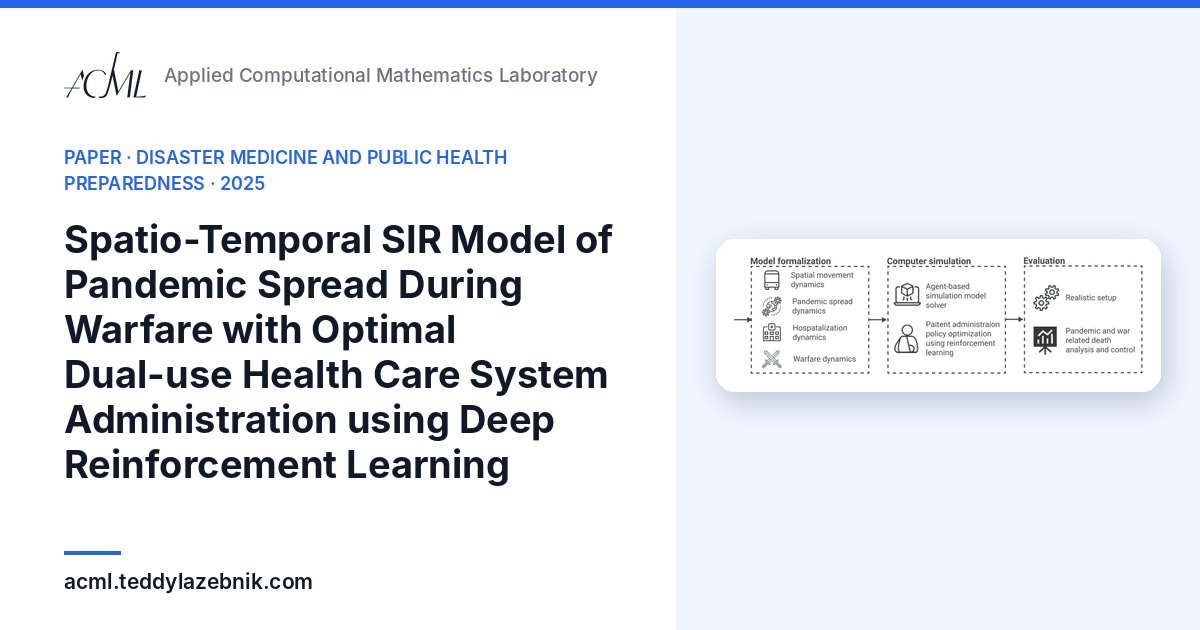 ACML
Applied Computational Mathematics Laboratory
PAPER · DISASTER MEDICINE AND PUBLIC HEALTH
PREPAREDNESS · 2025
Spatio-Temporal SIR Model of
Pandemic Spread During
Warfare with Optimal
Dual-use Health Care System
Administration using Deep
Reinforcement Learning
acml.teddylazebnik.com
Model formalization
Spatial movement
dynamics
Pandemic spread
dynamics
Hospatalization
dynamics
Warfare dynamics
Computer simulation
Agent-based
simulation model
solver
Paitent administraion
policy optimization
using reinforcement
learning
Evaluation
Realistic setup
Pandemic and war
related death
analysis and control